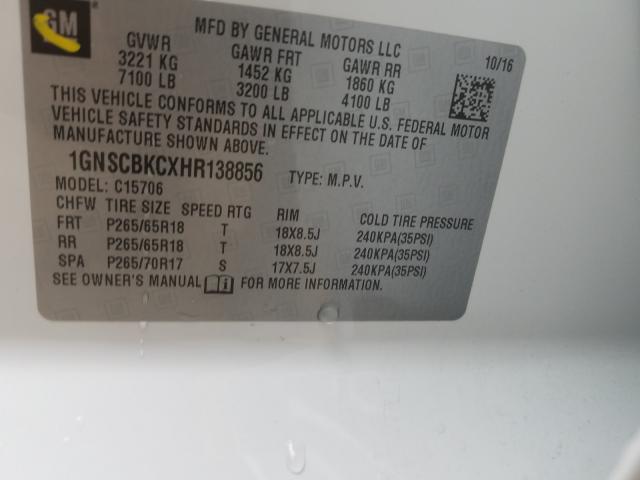 GM
MFD BY GENERAL MOTORS LLC
10/16
GVWR GAWR FRT GAWR RR
3221 KG 1452 KG 1860 KG
7100 LB 3200 LB 4100 LB
THIS VEHICLE CONFORMS TO ALL APPLICABLE U.S. FEDERAL MOTOR
VEHICLE SAFETY STANDARDS IN EFFECT ON THE DATE OF
MANUFACTURE SHOWN ABOVE.
1GNSCBKCXHR138856 TYPE: M.P.V.
MODEL: C15706
CHFW TIRE SIZE SPEED RTG RIM COLD TIRE PRESSURE
FRT P265/65R18 T 18X8.5J 240KPA(35PSI)
RR P265/65R18 T 18X8.5J 240KPA(35PSI)
SPA P265/70R17 S 17X7.5J 240KPA(35PSI)
SEE OWNER'S MANUAL FOR MORE INFORMATION.